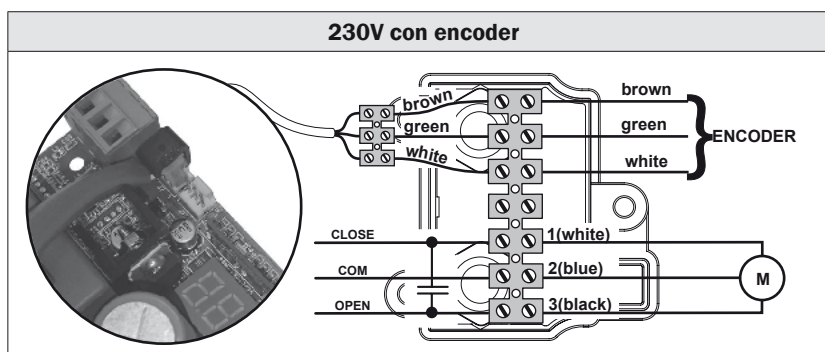 230V con encoder
brown
green
white
brown
green
white
ENCODER
CLOSE
COM
OPEN
1(white)
2(blue)
3(black)
M